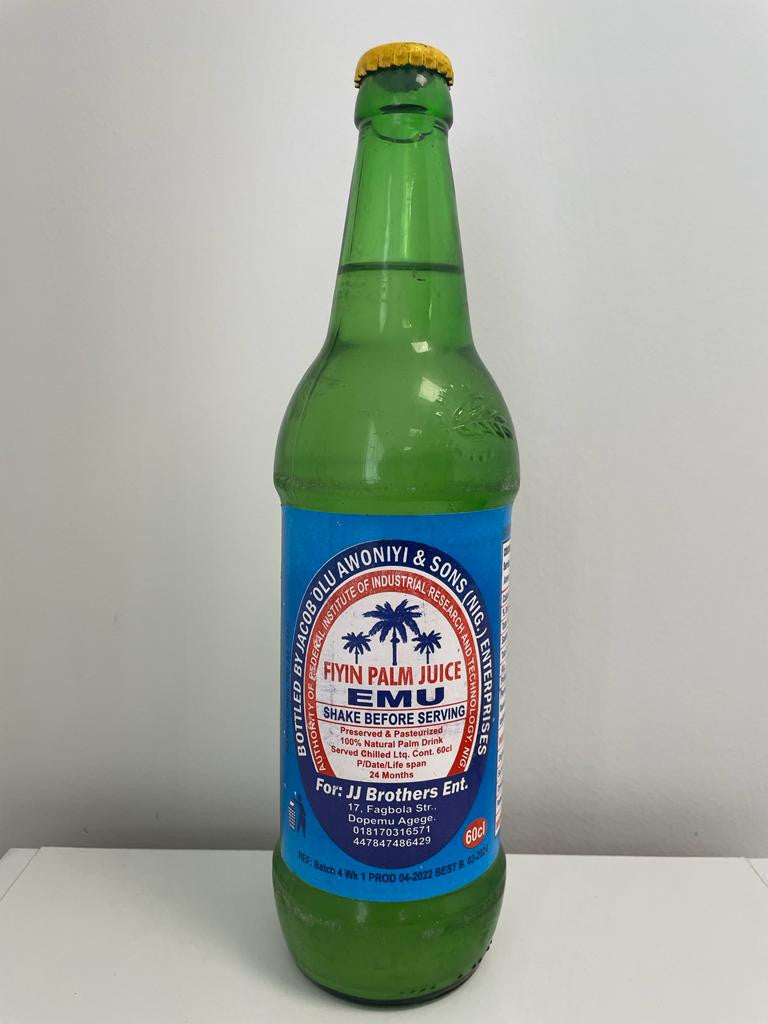 BOTTLED BY JACOB OLU AWONIYI & SONS (NIG.) ENTERPRISES
AUTHORITY OF FEDERAL INSTITUTE OF INDUSTRIAL RESEARCH AND TECHNOLOGY, NIG.
FIYIN PALM JUICE
EMU
SHAKE BEFORE SERVING
Preserved & Pasteurized
100% Natural Palm Drink
Served Chilled Ltq. Cont. 60cl
P/Date/Life span
24 Months
For: JJ Brothers Ent.
17, Fagbola Str.,
Dopemu Agege.
018170316571
447847486429
60cl
REF: Batch 4 Wk 1 PROD 04-2022 BEST B. 03-2024